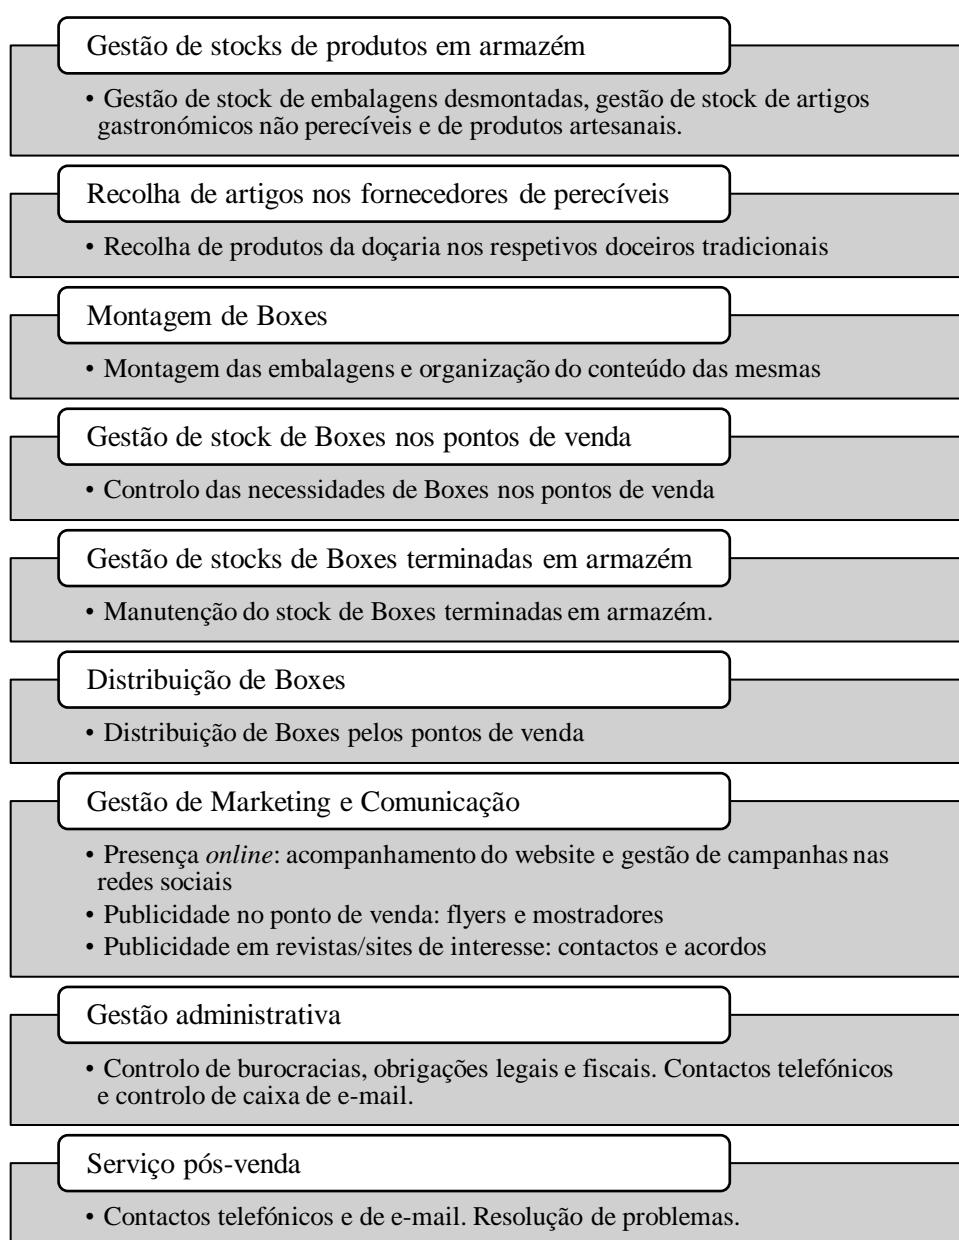 Gestão de stocks de produtos em armazém
• Gestão de stock de embalagens desmontadas, gestão de stock de artigos
gastronómicos não perecíveis e de produtos artesanais.
Recolha de artigos nos fornecedores de perecíveis
• Recolha de produtos da doçaria nos respetivos doceiros tradicionais
Montagem de Boxes
• Montagem das embalagens e organização do conteúdo das mesmas
Gestão de stock de Boxes nos pontos de venda
• Controlo das necessidades de Boxes nos pontos de venda
Gestão de stocks de Boxes terminadas em armazém
• Manutenção do stock de Boxes terminadas em armazém.
Distribuição de Boxes
• Distribuição de Boxes pelos pontos de venda
Gestão de Marketing e Comunicação
• Presença online: acompanhamento do website e gestão de campanhas nas
redes sociais
• Publicidade no ponto de venda: flyers e mostradores
• Publicidade em revistas/sites de interesse: contactos e acordos
Gestão administrativa
• Controlo de burocracias, obrigações legais e fiscais. Contactos telefónicos
e controlo de caixa de e-mail.
Serviço pós-venda
• Contactos telefónicos e de e-mail. Resolução de problemas.